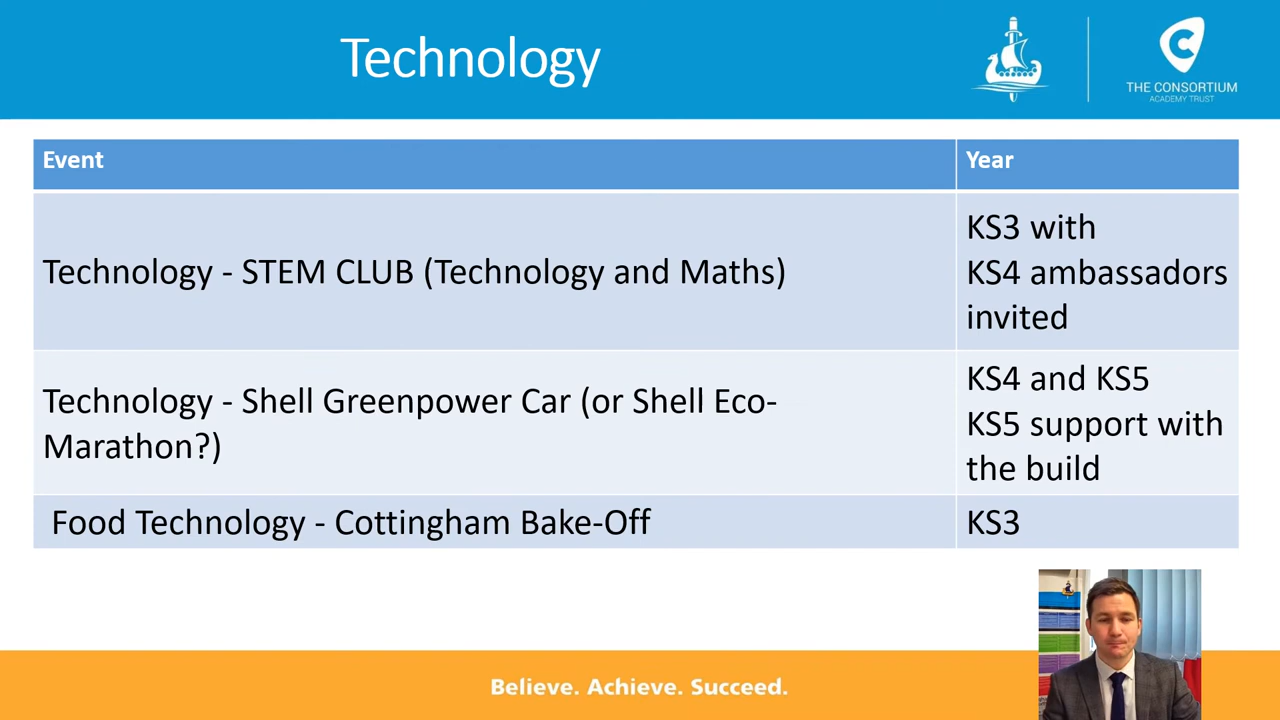 Technology
THE CONSORTIUM
ACADEMY TRUST
Event
Year
Technology - STEM CLUB (Technology and Maths)
KS3 with
KS4 ambassadors
invited
Technology - Shell Greenpower Car (or Shell Eco-
Marathon?)
KS4 and KS5
KS5 support with
the build
Food Technology - Cottingham Bake-Off
KS3
Believe. Achieve. Succeed.